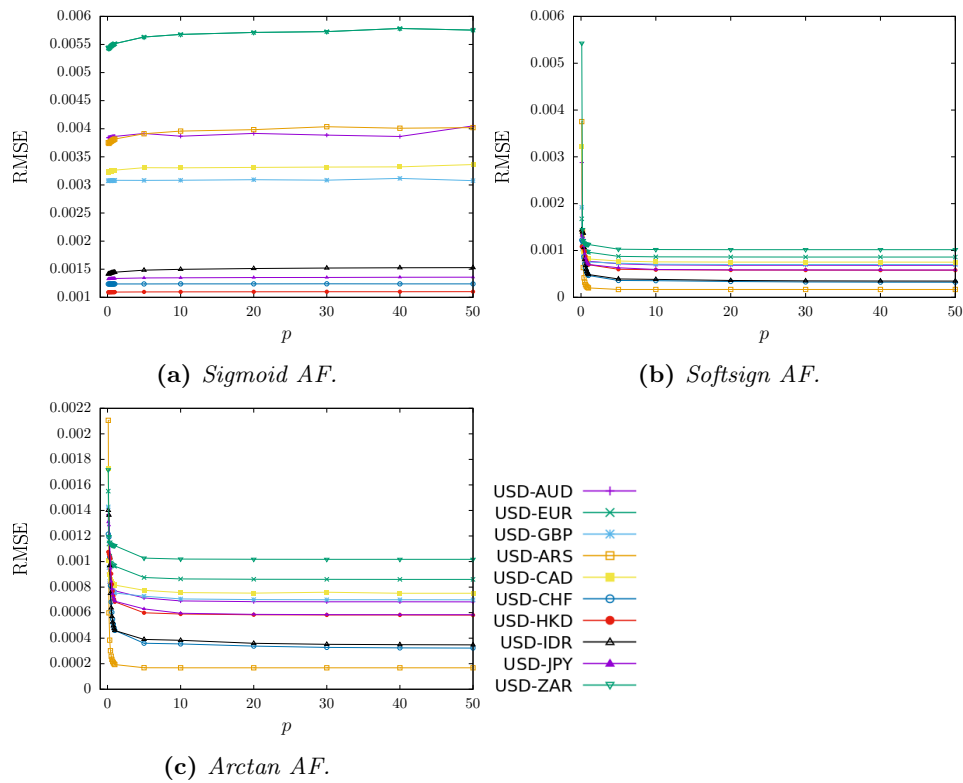 0.006
0.0055
0.005
0.0045
0.004
0.0035
0.003
0.0025
0.002
0.0015
0.001
RMSE
0 10 20 30 40 50
p
(a) Sigmoid AF.
0.006
0.005
0.004
0.003
0.002
0.001
0
RMSE
0 10 20 30 40 50
p
(b) Softsign AF.
0.0022
0.002
0.0018
0.0016
0.0014
0.0012
0.001
0.0008
0.0006
0.0004
0.0002
0
RMSE
0 10 20 30 40 50
p
(c) Arctan AF.
USD-AUD
USD-EUR
USD-GBP
USD-ARS
USD-CAD
USD-CHF
USD-HKD
USD-IDR
USD-JPY
USD-ZAR